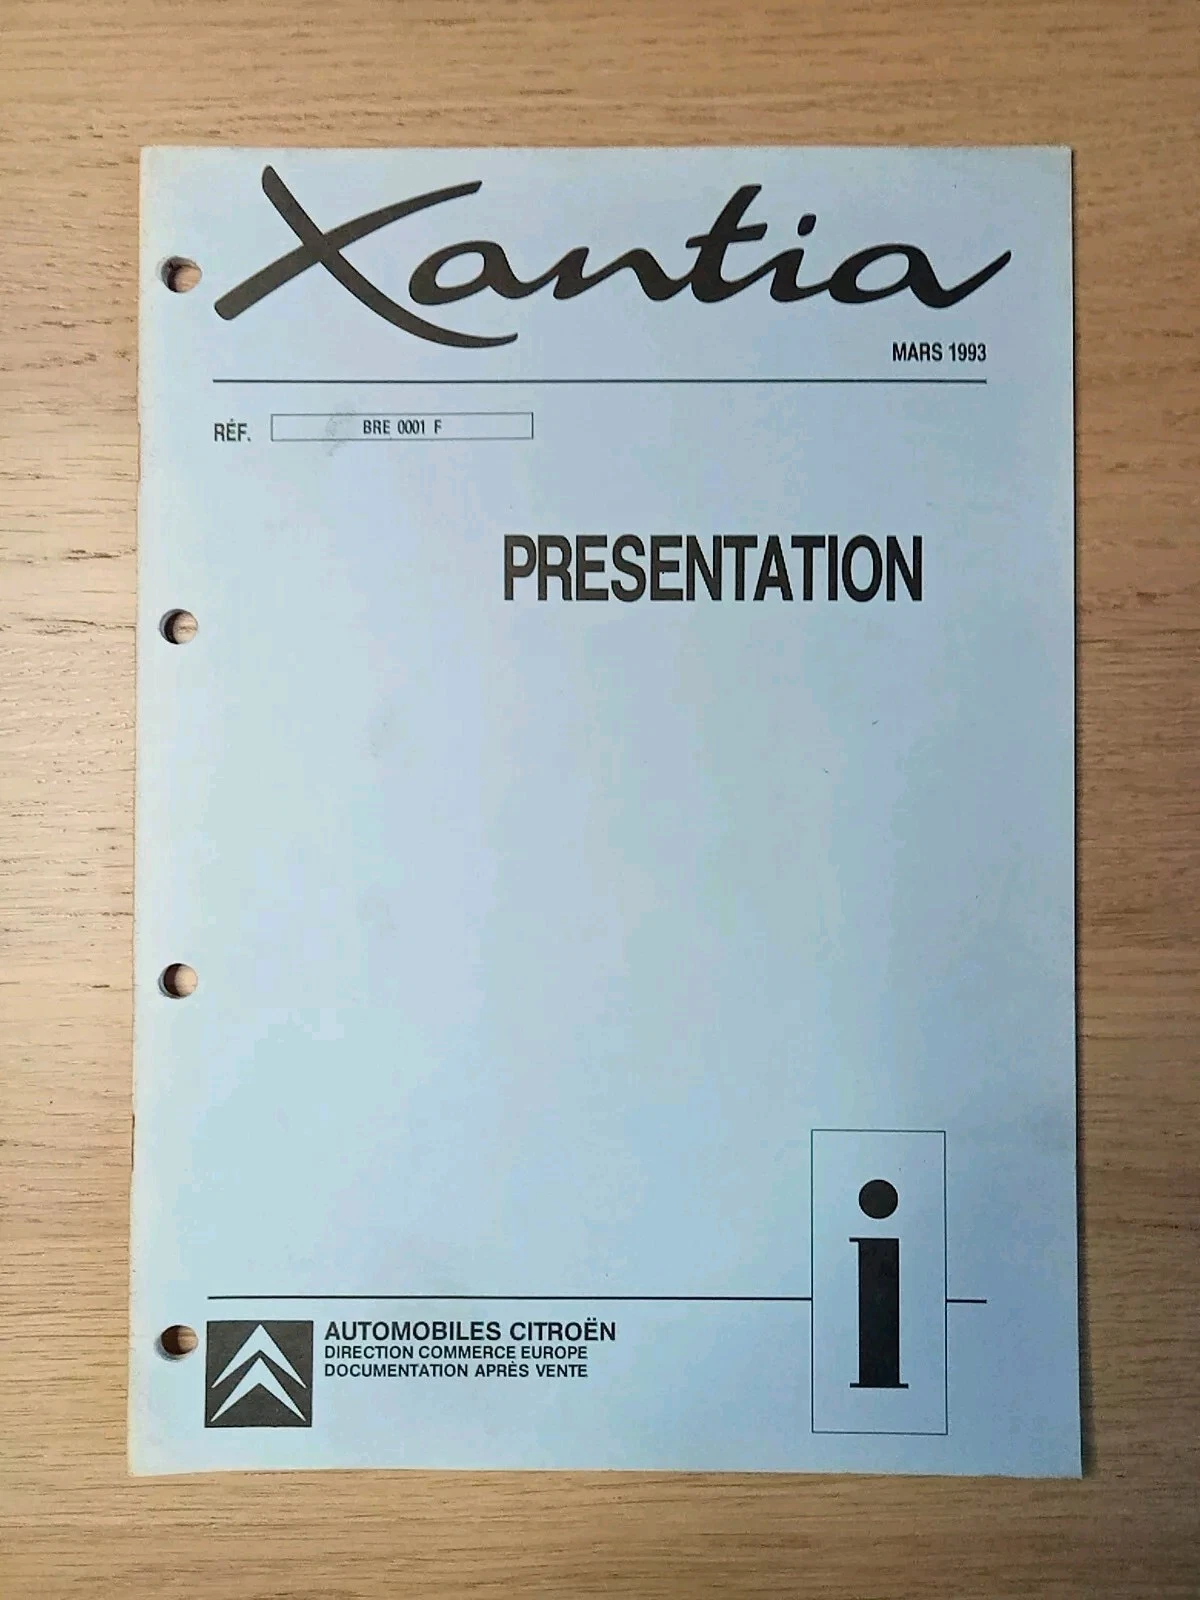 Xantia
MARS 1993
RÉF. BRE 0001 F
PRESENTATION
i
AUTOMOBILES CITROËN
DIRECTION COMMERCE EUROPE
DOCUMENTATION APRÈS VENTE